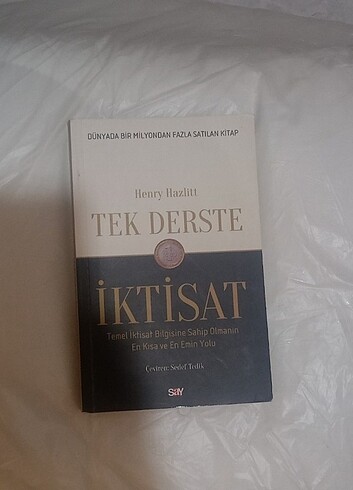 DÜNYADA BİR MİLYONDAN FAZLA SATILAN KİTAP
Henry Hazlitt
TEK DERSTE
İKTİSAT
Temel İktisat Bilgisine Sahip Olmanın
En Kısa ve En Emin Yolu
Çeviren: Sedef Tedik
say